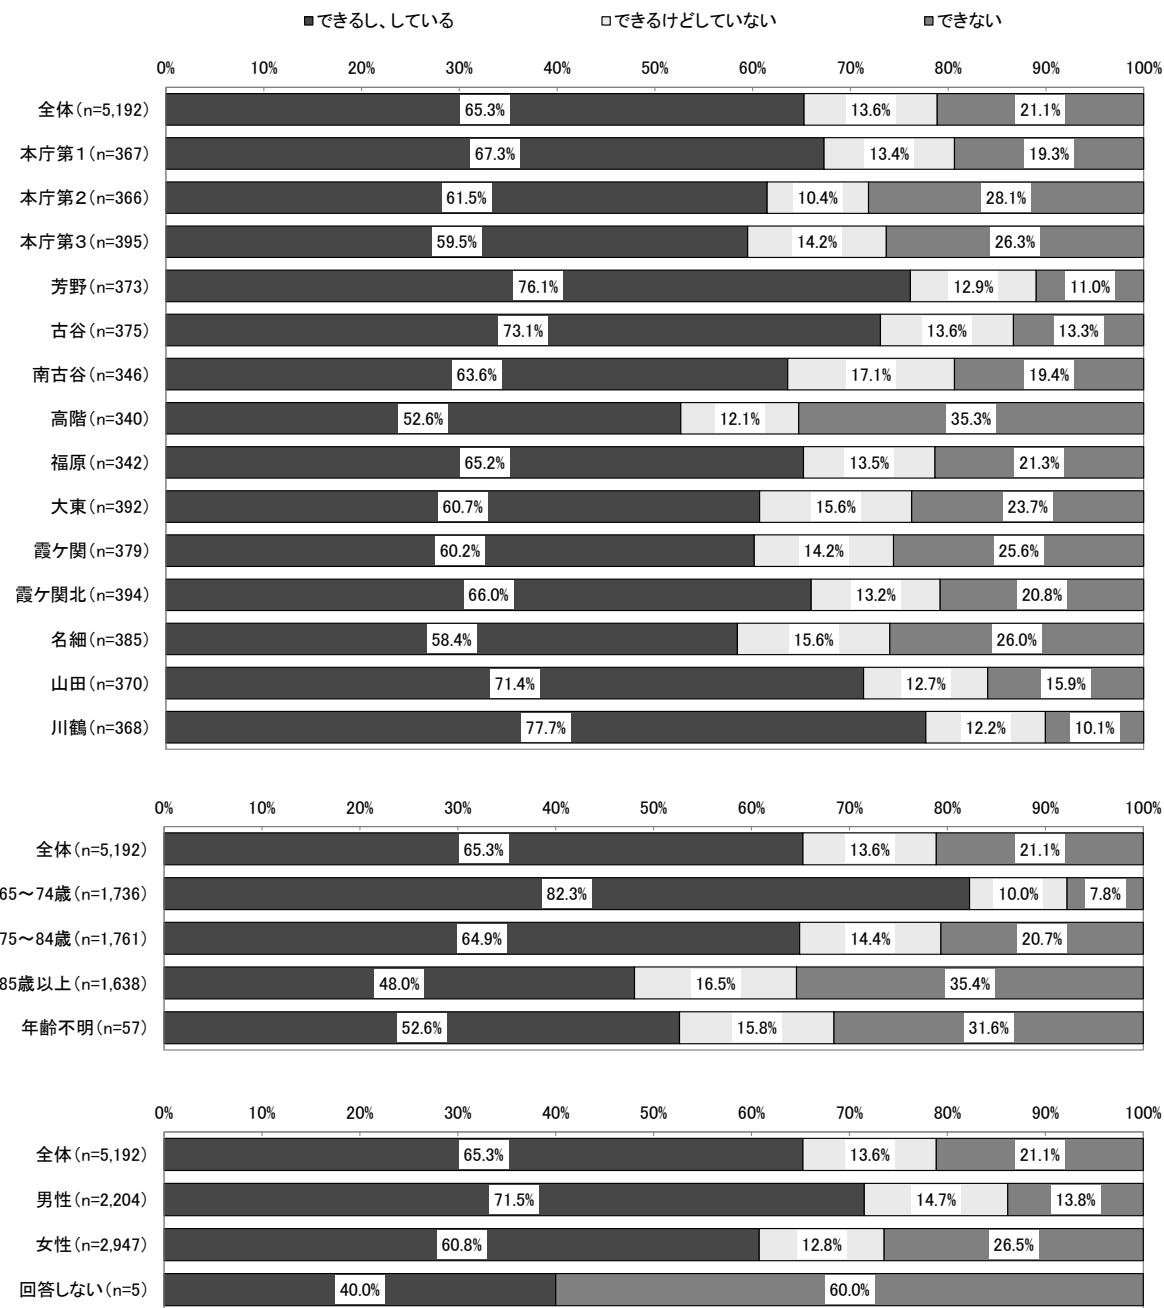 ■できるし、している □できるけどしていない ■できない
0% 10% 20% 30% 40% 50% 60% 70% 80% 90% 100%
全体(n=5,192) 65.3% 13.6% 21.1%
本庁第1(n=367) 67.3% 13.4% 19.3%
本庁第2(n=366) 61.5% 10.4% 28.1%
本庁第3(n=395) 59.5% 14.2% 26.3%
芳野(n=373) 76.1% 12.9% 11.0%
古谷(n=375) 73.1% 13.6% 13.3%
南古谷(n=346) 63.6% 17.1% 19.4%
高階(n=340) 52.6% 12.1% 35.3%
福原(n=342) 65.2% 13.5% 21.3%
大東(n=392) 60.7% 15.6% 23.7%
霞ケ関(n=379) 60.2% 14.2% 25.6%
霞ケ関北(n=394) 66.0% 13.2% 20.8%
名細(n=385) 58.4% 15.6% 26.0%
山田(n=370) 71.4% 12.7% 15.9%
川鶴(n=368) 77.7% 12.2% 10.1%
0% 10% 20% 30% 40% 50% 60% 70% 80% 90% 100%
全体(n=5,192) 65.3% 13.6% 21.1%
65~74歳(n=1,736) 82.3% 10.0% 7.8%
75~84歳(n=1,761) 64.9% 14.4% 20.7%
85歳以上(n=1,638) 48.0% 16.5% 35.4%
年齢不明(n=57) 52.6% 15.8% 31.6%
0% 10% 20% 30% 40% 50% 60% 70% 80% 90% 100%
全体(n=5,192) 65.3% 13.6% 21.1%
男性(n=2,204) 71.5% 14.7% 13.8%
女性(n=2,947) 60.8% 12.8% 26.5%
回答しない(n=5) 40.0% 60.0%